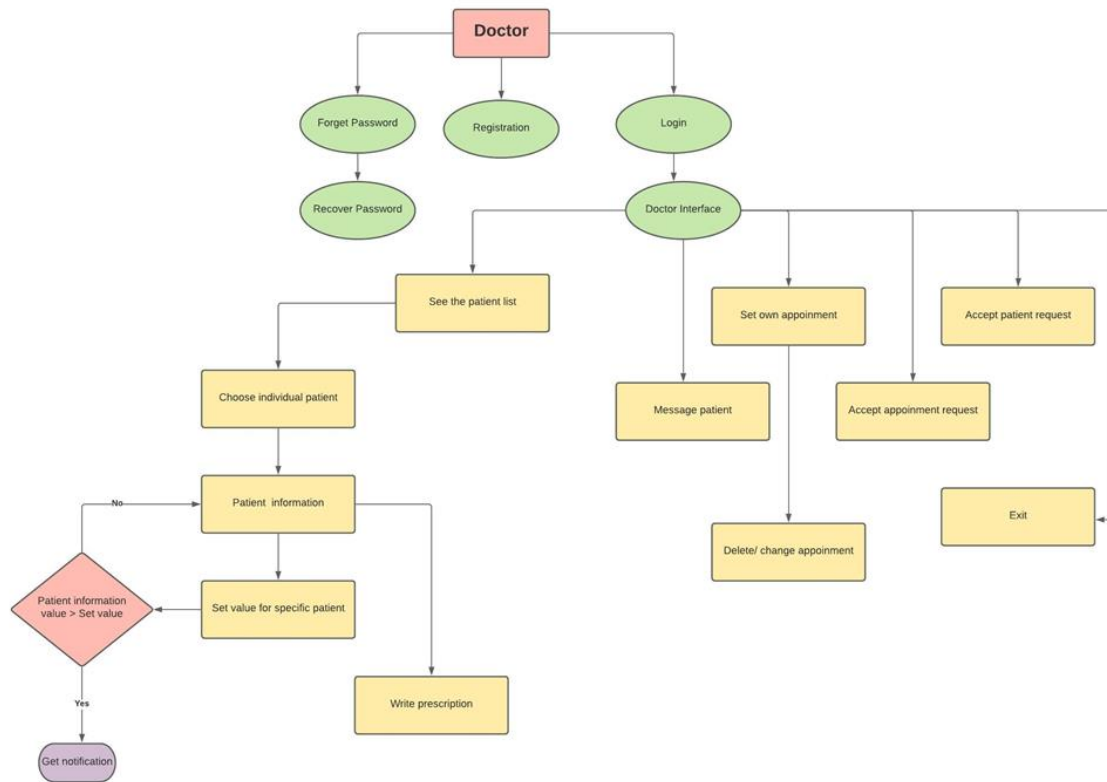 Doctor
Forget Password
Registration
Login
Recover Password
Doctor Interface
See the patient list
Set own appoinment
Accept patient request
Choose individual patient
Message patient
Accept appoinment request
Patient information
No
Exit
Delete/ change appoinment
Patient information
value > Set value
Set value for specific patient
Write prescription
Yes
Get notification